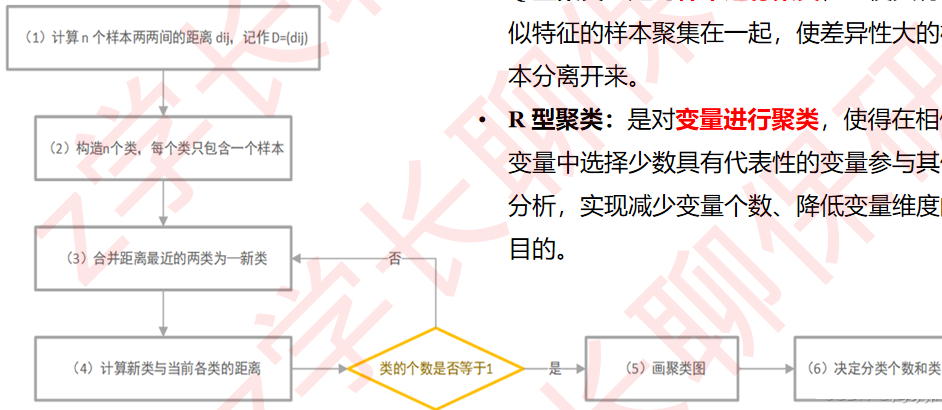 (1)计算 n 个样本两两间的距离 dij,记作 D=(dij)
(2)构造n个类,每个类只包含一个样本
(3)合并距离最近的两类为一新类
否
(4)计算新类与当前各类的距离
类的个数是否等于1
是
(5)画聚类图
(6)决定分类个数和类
似特征的样本聚集在一起,使差异性大的
本分离开来。
• R 型聚类:是对变量进行聚类,使得在相
变量中选择少数具有代表性的变量参与其
分析,实现减少变量个数、降低变量维度
目的。
Z学长聊保研